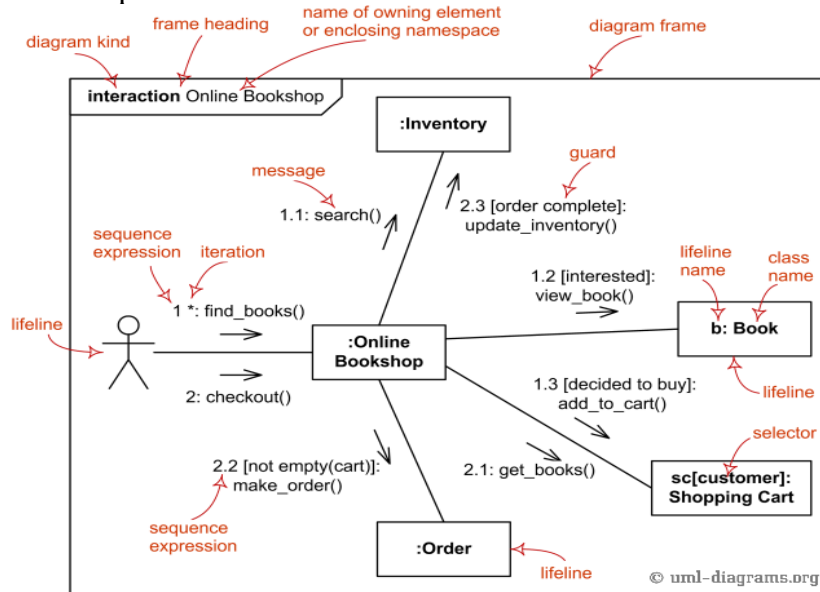 name of owning element
or enclosing namespace
frame heading
diagram kind
diagram frame
interaction Online Bookshop
:Inventory
guard
message
1.1: search()
2.3 [order complete]:
update_inventory()
sequence
expression
iteration
lifeline
name
class
name
1.2 [interested]:
view_book()
1 *: find_books()
lifeline
:Online
Bookshop
b: Book
2: checkout()
1.3 [decided to buy]:
add_to_cart()
lifeline
selector
2.2 [not empty(cart)]:
make_order()
2.1: get_books()
sc[customer]:
Shopping Cart
sequence
expression
:Order
lifeline
© uml-diagrams.org